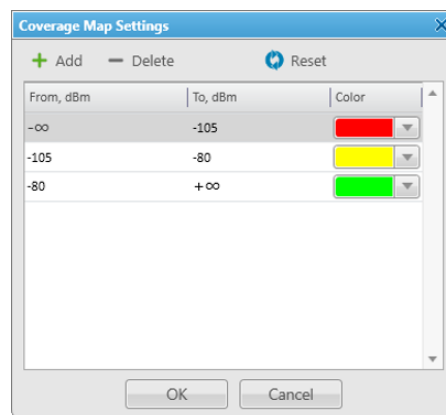 Coverage Map Settings
Add Delete Reset
From, dBm To, dBm Color
-∞ -105
-105 -80
-80 +∞
OK Cancel